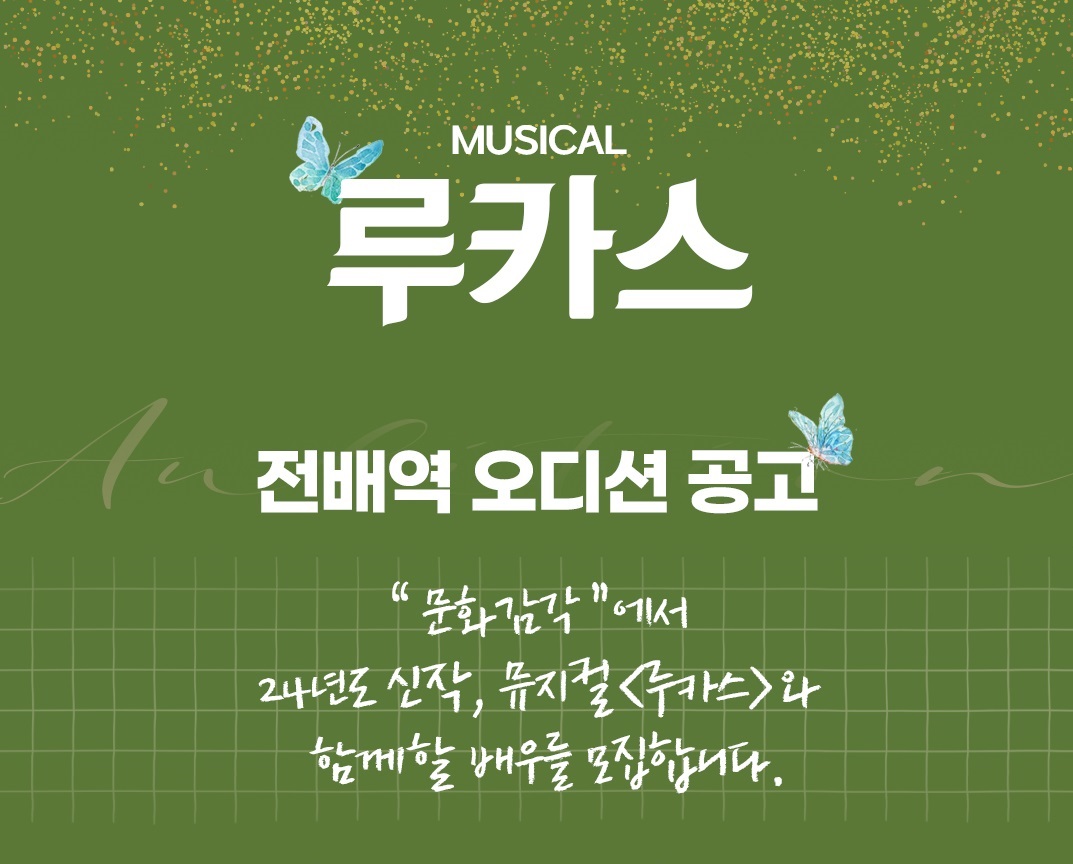 MUSICAL
루카스
Audition
전배역 오디션 공고
“문화감각”에서
24년도 신작, 뮤지컬 <루카스>와
함께할 배우를 모집합니다.